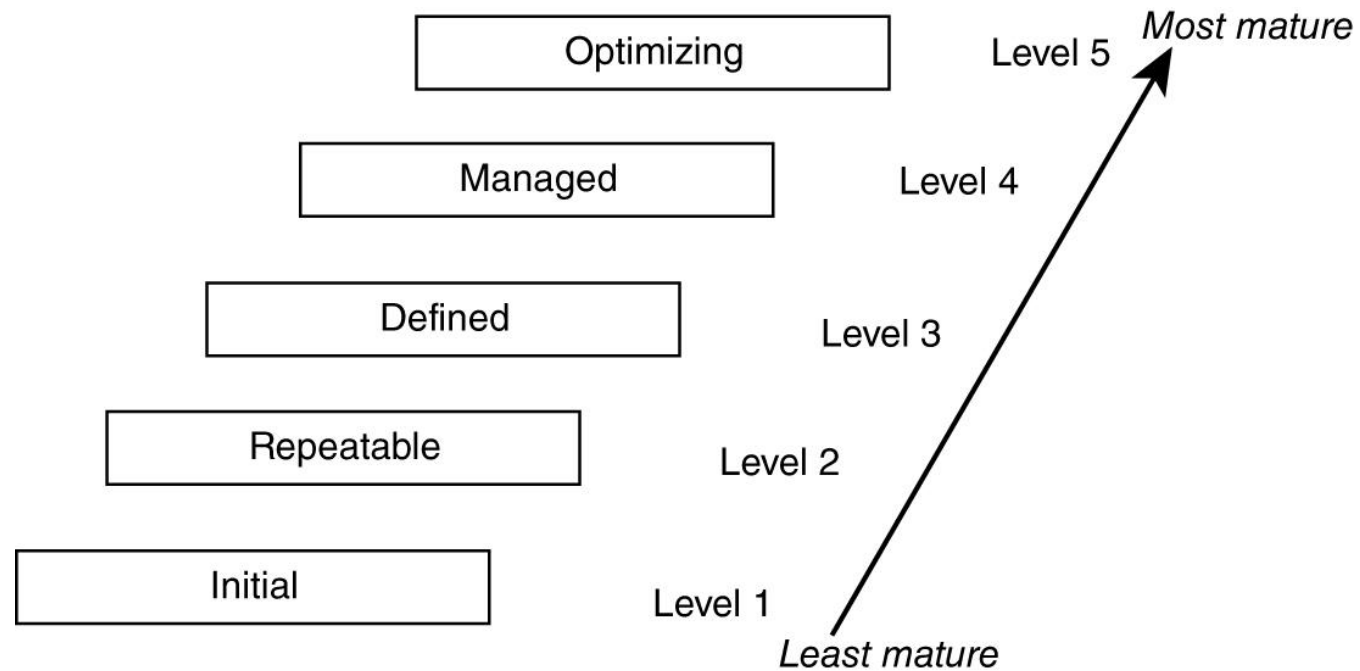 Most mature
Optimizing
Level 5
Managed
Level 4
Defined
Level 3
Repeatable
Level 2
Initial
Level 1
Least mature